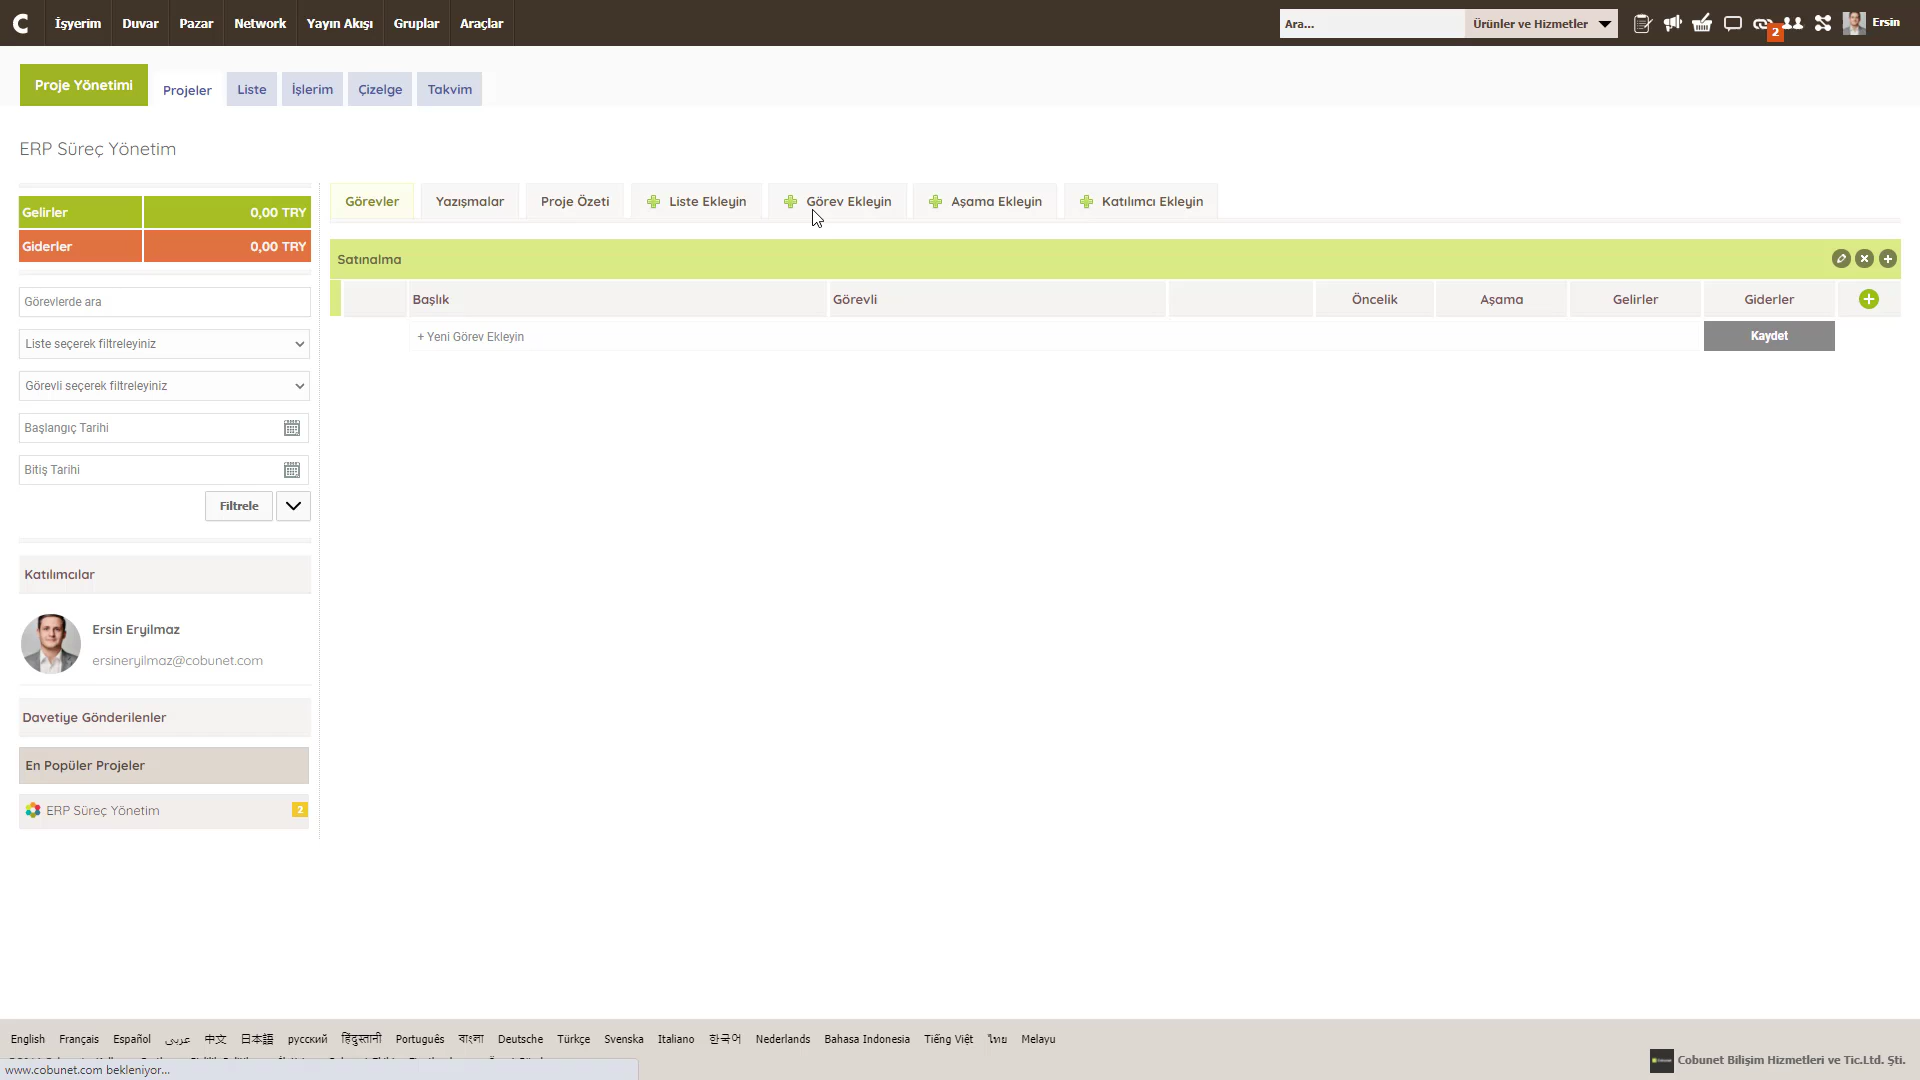 İşyerim Duvar Pazar Network Yayın Akışı Gruplar Araçlar Ara... Ürünler ve Hizmetler 2 Ersin
Proje Yönetimi Projeler Liste İşlerim Çizelge Takvim
ERP Süreç Yönetim
Görevler Yazışmalar Proje Özeti Liste Ekleyin Görev Ekleyin Aşama Ekleyin Katılımcı Ekleyin
Gelirler 0,00 TRY
Giderler 0,00 TRY
Satınalma
Başlık Görevli Öncelik Aşama Gelirler Giderler
+ Yeni Görev Ekleyin Kaydet
Görevlerde ara
Liste seçerek filtreleyiniz
Görevli seçerek filtreleyiniz
Başlangıç Tarihi
Bitiş Tarihi
Filtrele
Katılımcılar
Ersin Eryilmaz
ersineryilmaz@cobunet.com
Davetiye Gönderilenler
En Popüler Projeler
ERP Süreç Yönetim 2
English Français Español عربى 中文 日本語 русский हिंदुस्तानी Português বাংলা Deutsche Türkçe Svenska Italiano 한국어 Nederlands Bahasa Indonesia Tiếng Việt ไทย Melayu
Cobunet Bilişim Hizmetleri ve Tic.Ltd. Şti.
www.cobunet.com bekleniyor...